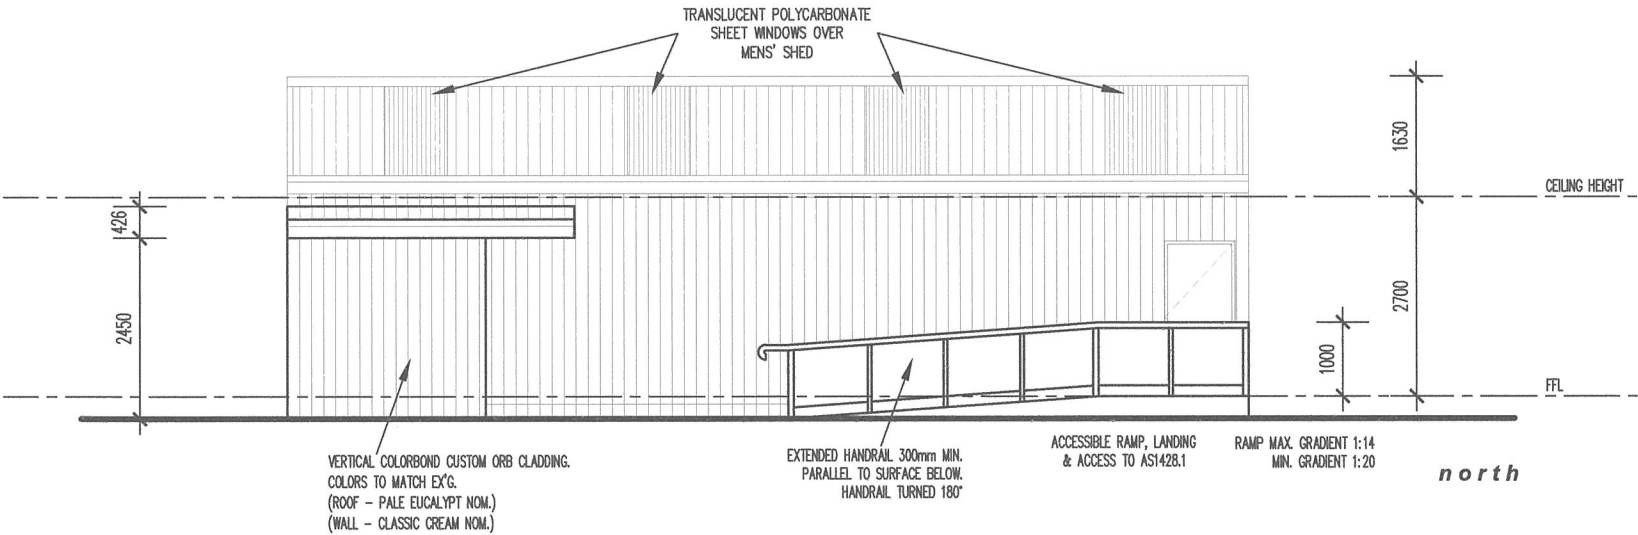 TRANSLUCENT POLYCARBONATE
SHEET WINDOWS OVER
MENS' SHED
1630
CEILING HEIGHT
426
2450
2700
1000
FFL
VERTICAL COLORBOND CUSTOM ORB CLADDING.
COLORS TO MATCH EX'G.
(ROOF - PALE EUCALYPT NOM.)
(WALL - CLASSIC CREAM NOM.)
EXTENDED HANDRAIL 300mm MIN.
PARALLEL TO SURFACE BELOW.
HANDRAIL TURNED 180°
ACCESSIBLE RAMP, LANDING
& ACCESS TO AS1428.1
RAMP MAX. GRADIENT 1:14
MIN. GRADIENT 1:20
north